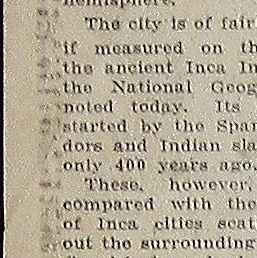 hemisphere.
The city is of fair
if measured on th
the ancient Inca In
the National Geog
noted today. Its
started by the Span
dors and Indian sla
only 400 years ago.
These, however,
compared with the
of Inca cities scat
out the surrounding